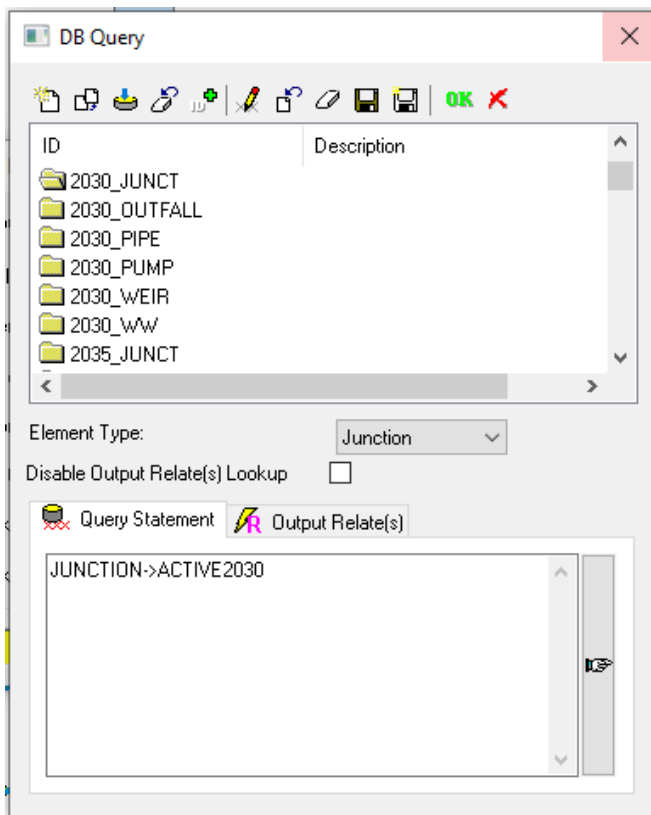 DB Query
ID
OK
ID Description
2030_JUNCT
2030_OUTFALL
2030_PIPE
2030_PUMP
2030_WEIR
2030_WW
2035_JUNCT
Element Type: Junction
Disable Output Relate(s) Lookup
Query Statement R Output Relate(s)
JUNCTION->ACTIVE2030